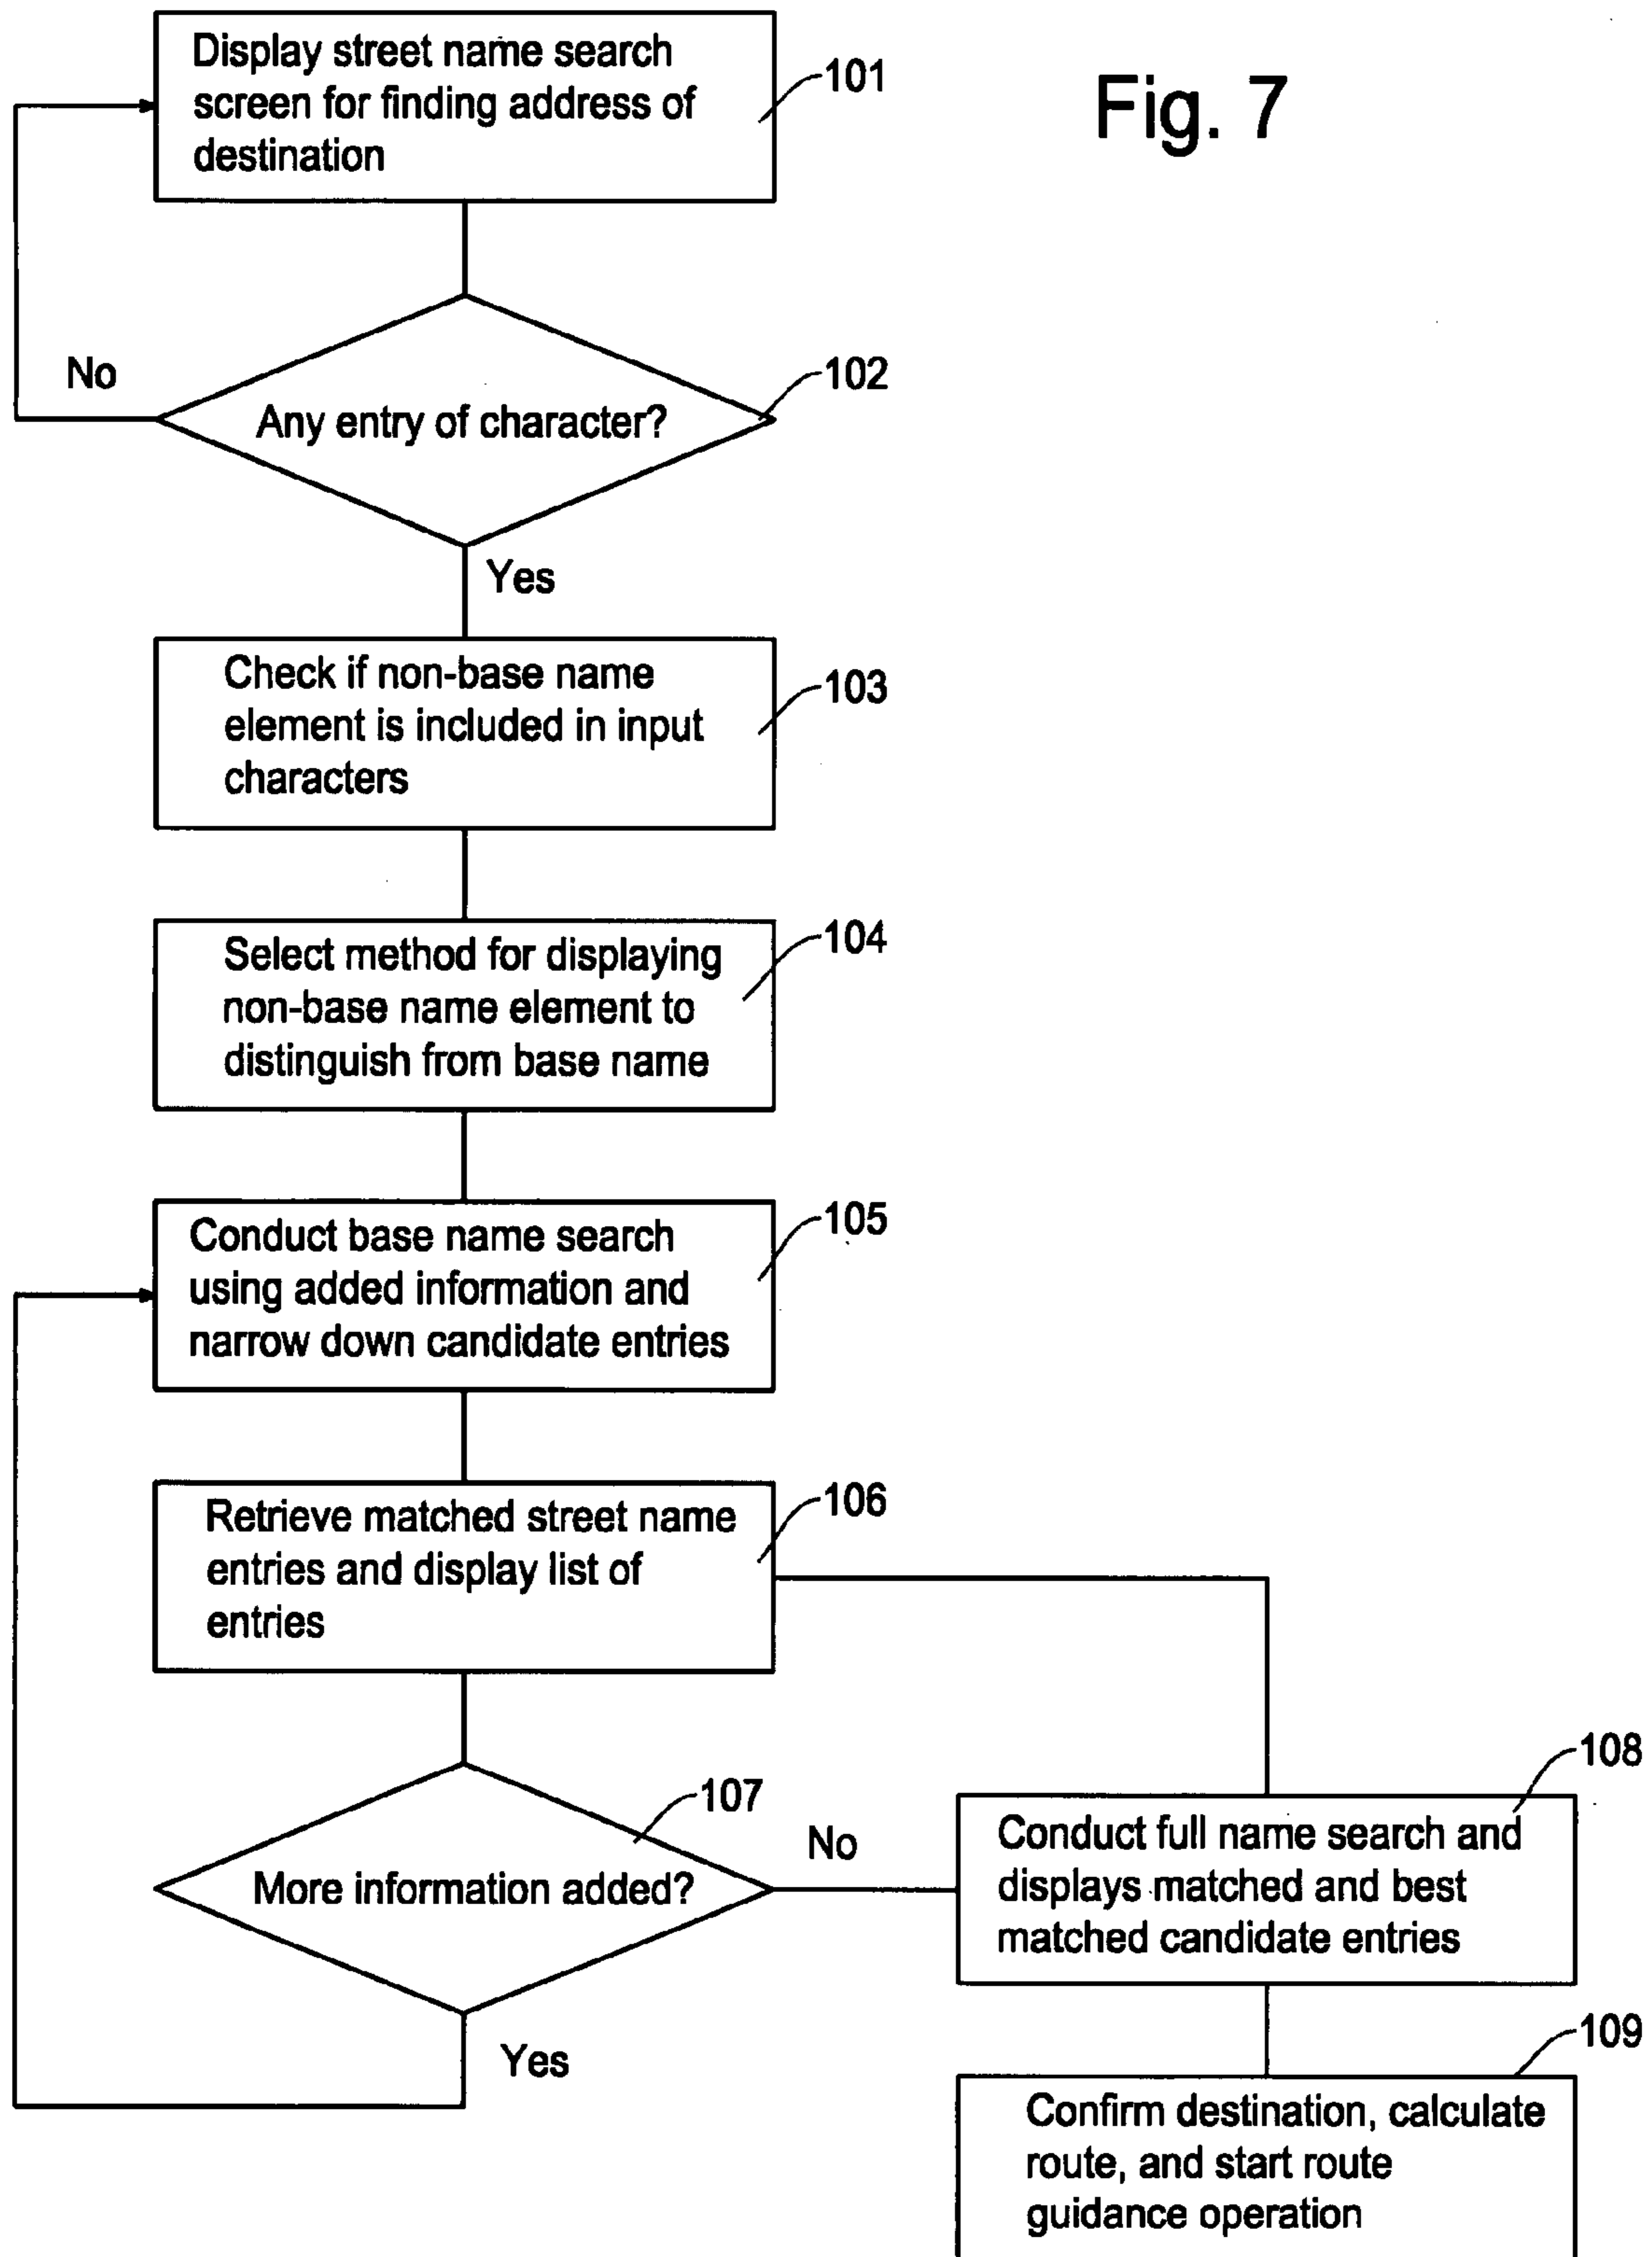 Fig. 7
Display street name search
screen for finding address of
destination
101
No
Any entry of character?
102
Yes
Check if non-base name
element is included in input
characters
103
Select method for displaying
non-base name element to
distinguish from base name
104
Conduct base name search
using added information and
narrow down candidate entries
105
Retrieve matched street name
entries and display list of
entries
106
More information added?
107
No
Yes
Conduct full name search and
displays matched and best
matched candidate entries
108
Confirm destination, calculate
route, and start route
guidance operation
109